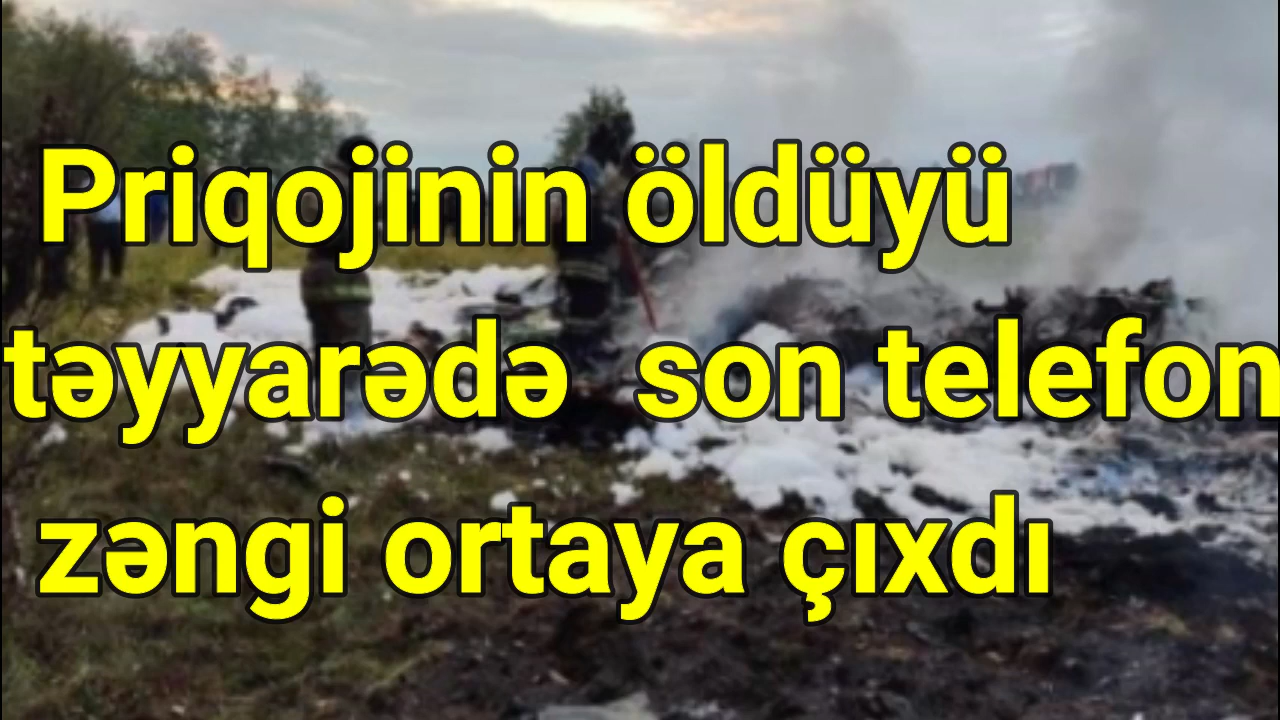 Priqojinin öldüyü
təyyarədə son telefon
zəngi ortaya çıxdı